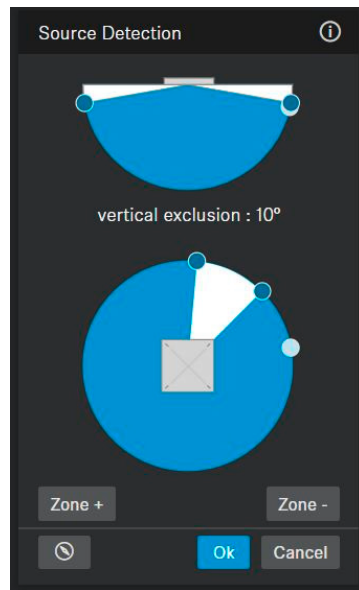 Source Detection
vertical exclusion : 10º
Zone +
Zone -
Ok
Cancel